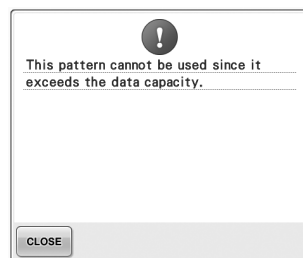 This pattern cannot be used since it
exceeds the data capacity.
CLOSE